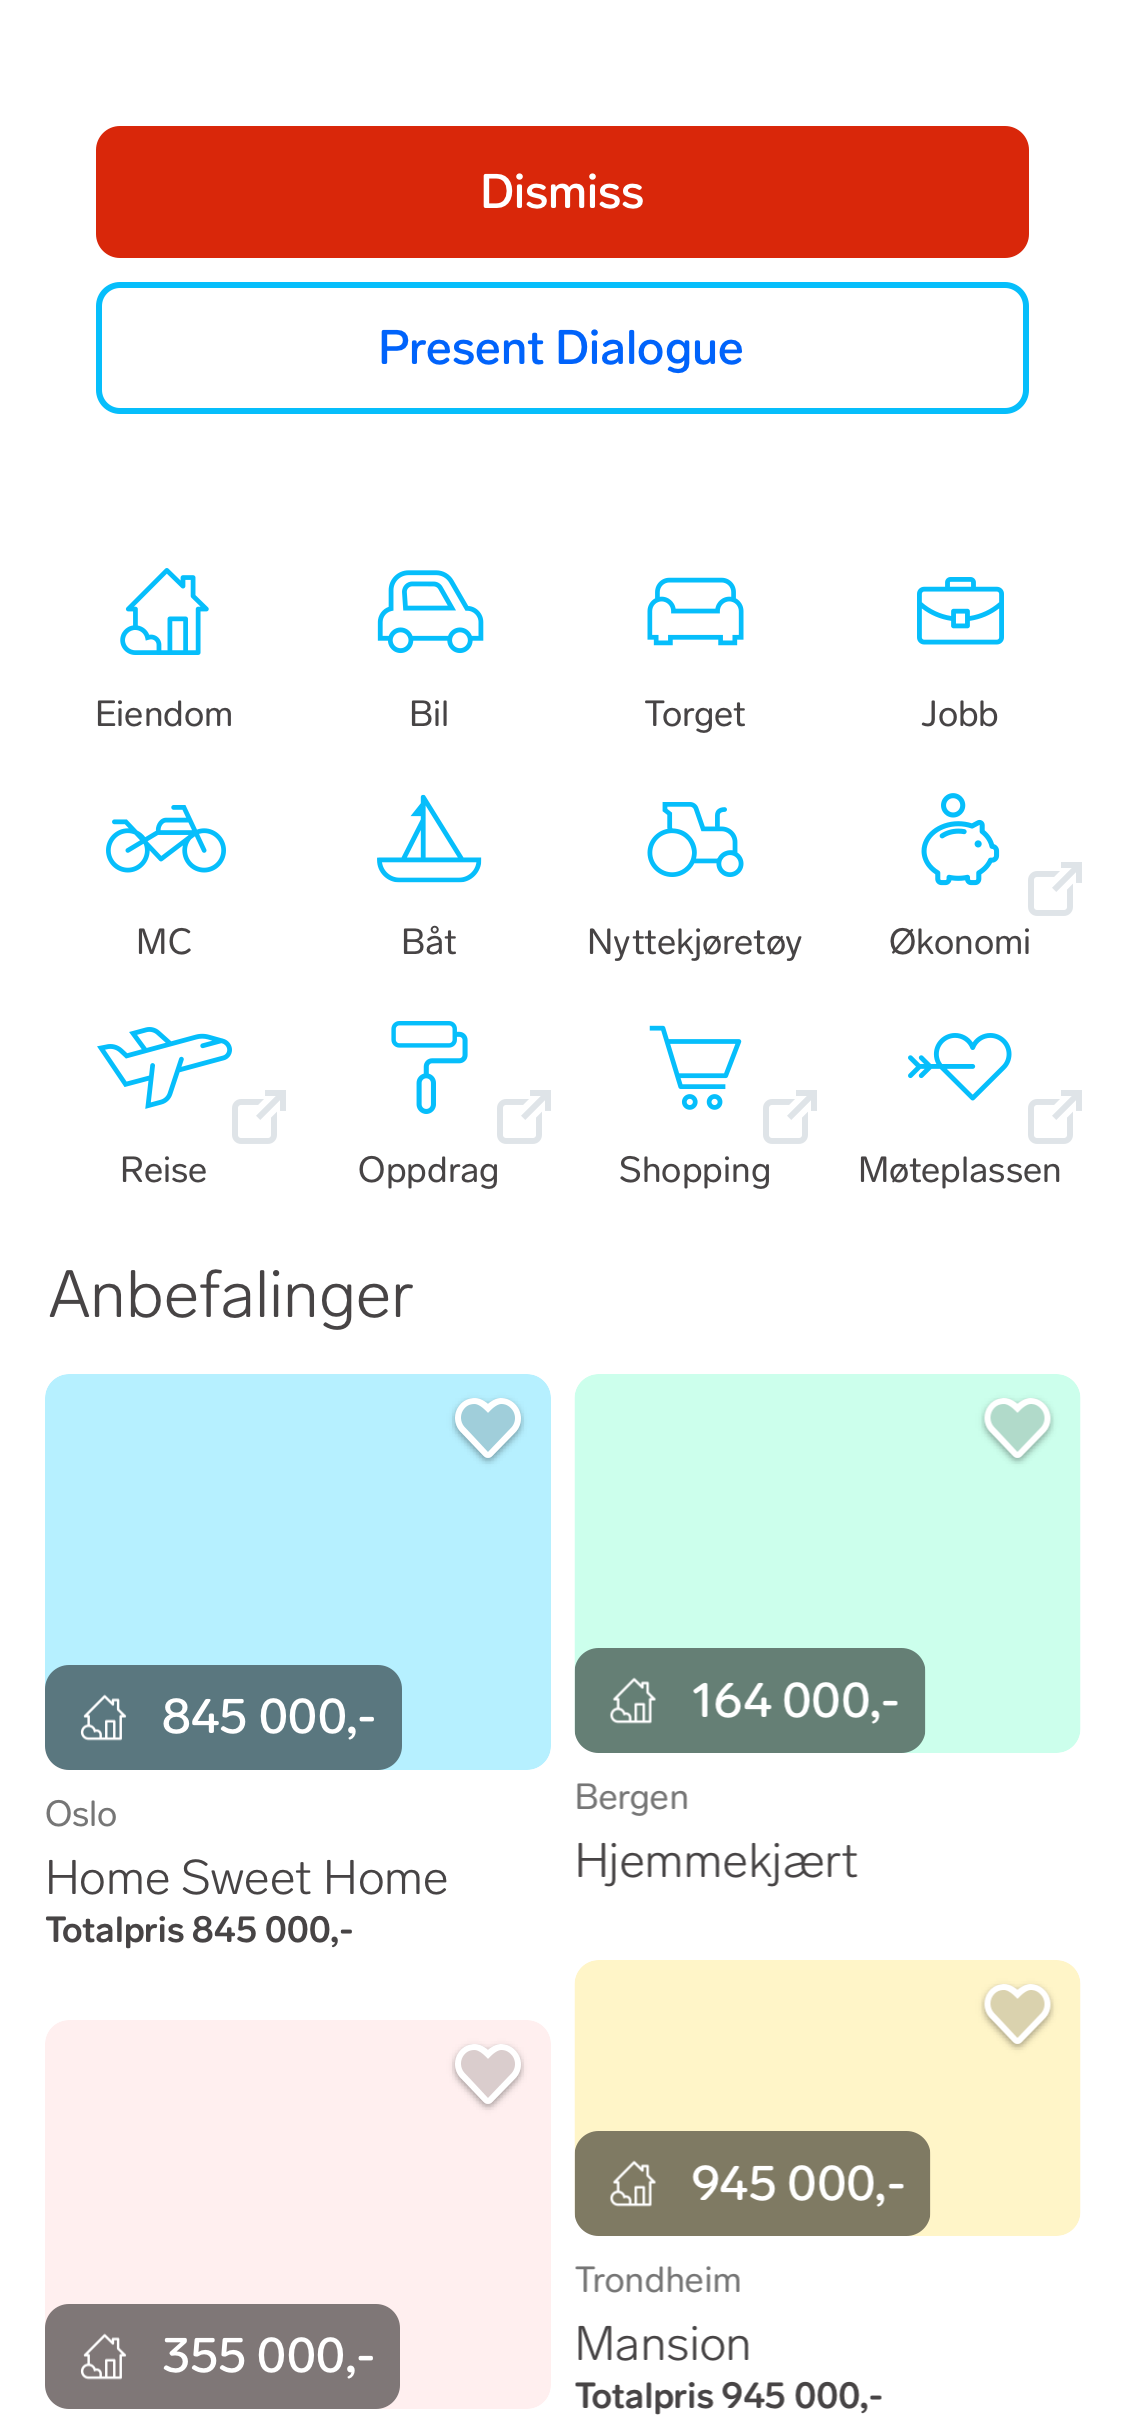 Dismiss
Present Dialogue
Eiendom
Bil
Torget
Jobb
MC
Båt
Nyttekjøretøy
Økonomi
Reise
Oppdrag
Shopping
Møteplassen
Anbefalinger
845 000,-
Oslo
Home Sweet Home
Totalpris 845 000,-
164 000,-
Bergen
Hjemmekjært
355 000,-
945 000,-
Trondheim
Mansion
Totalpris 945 000,-